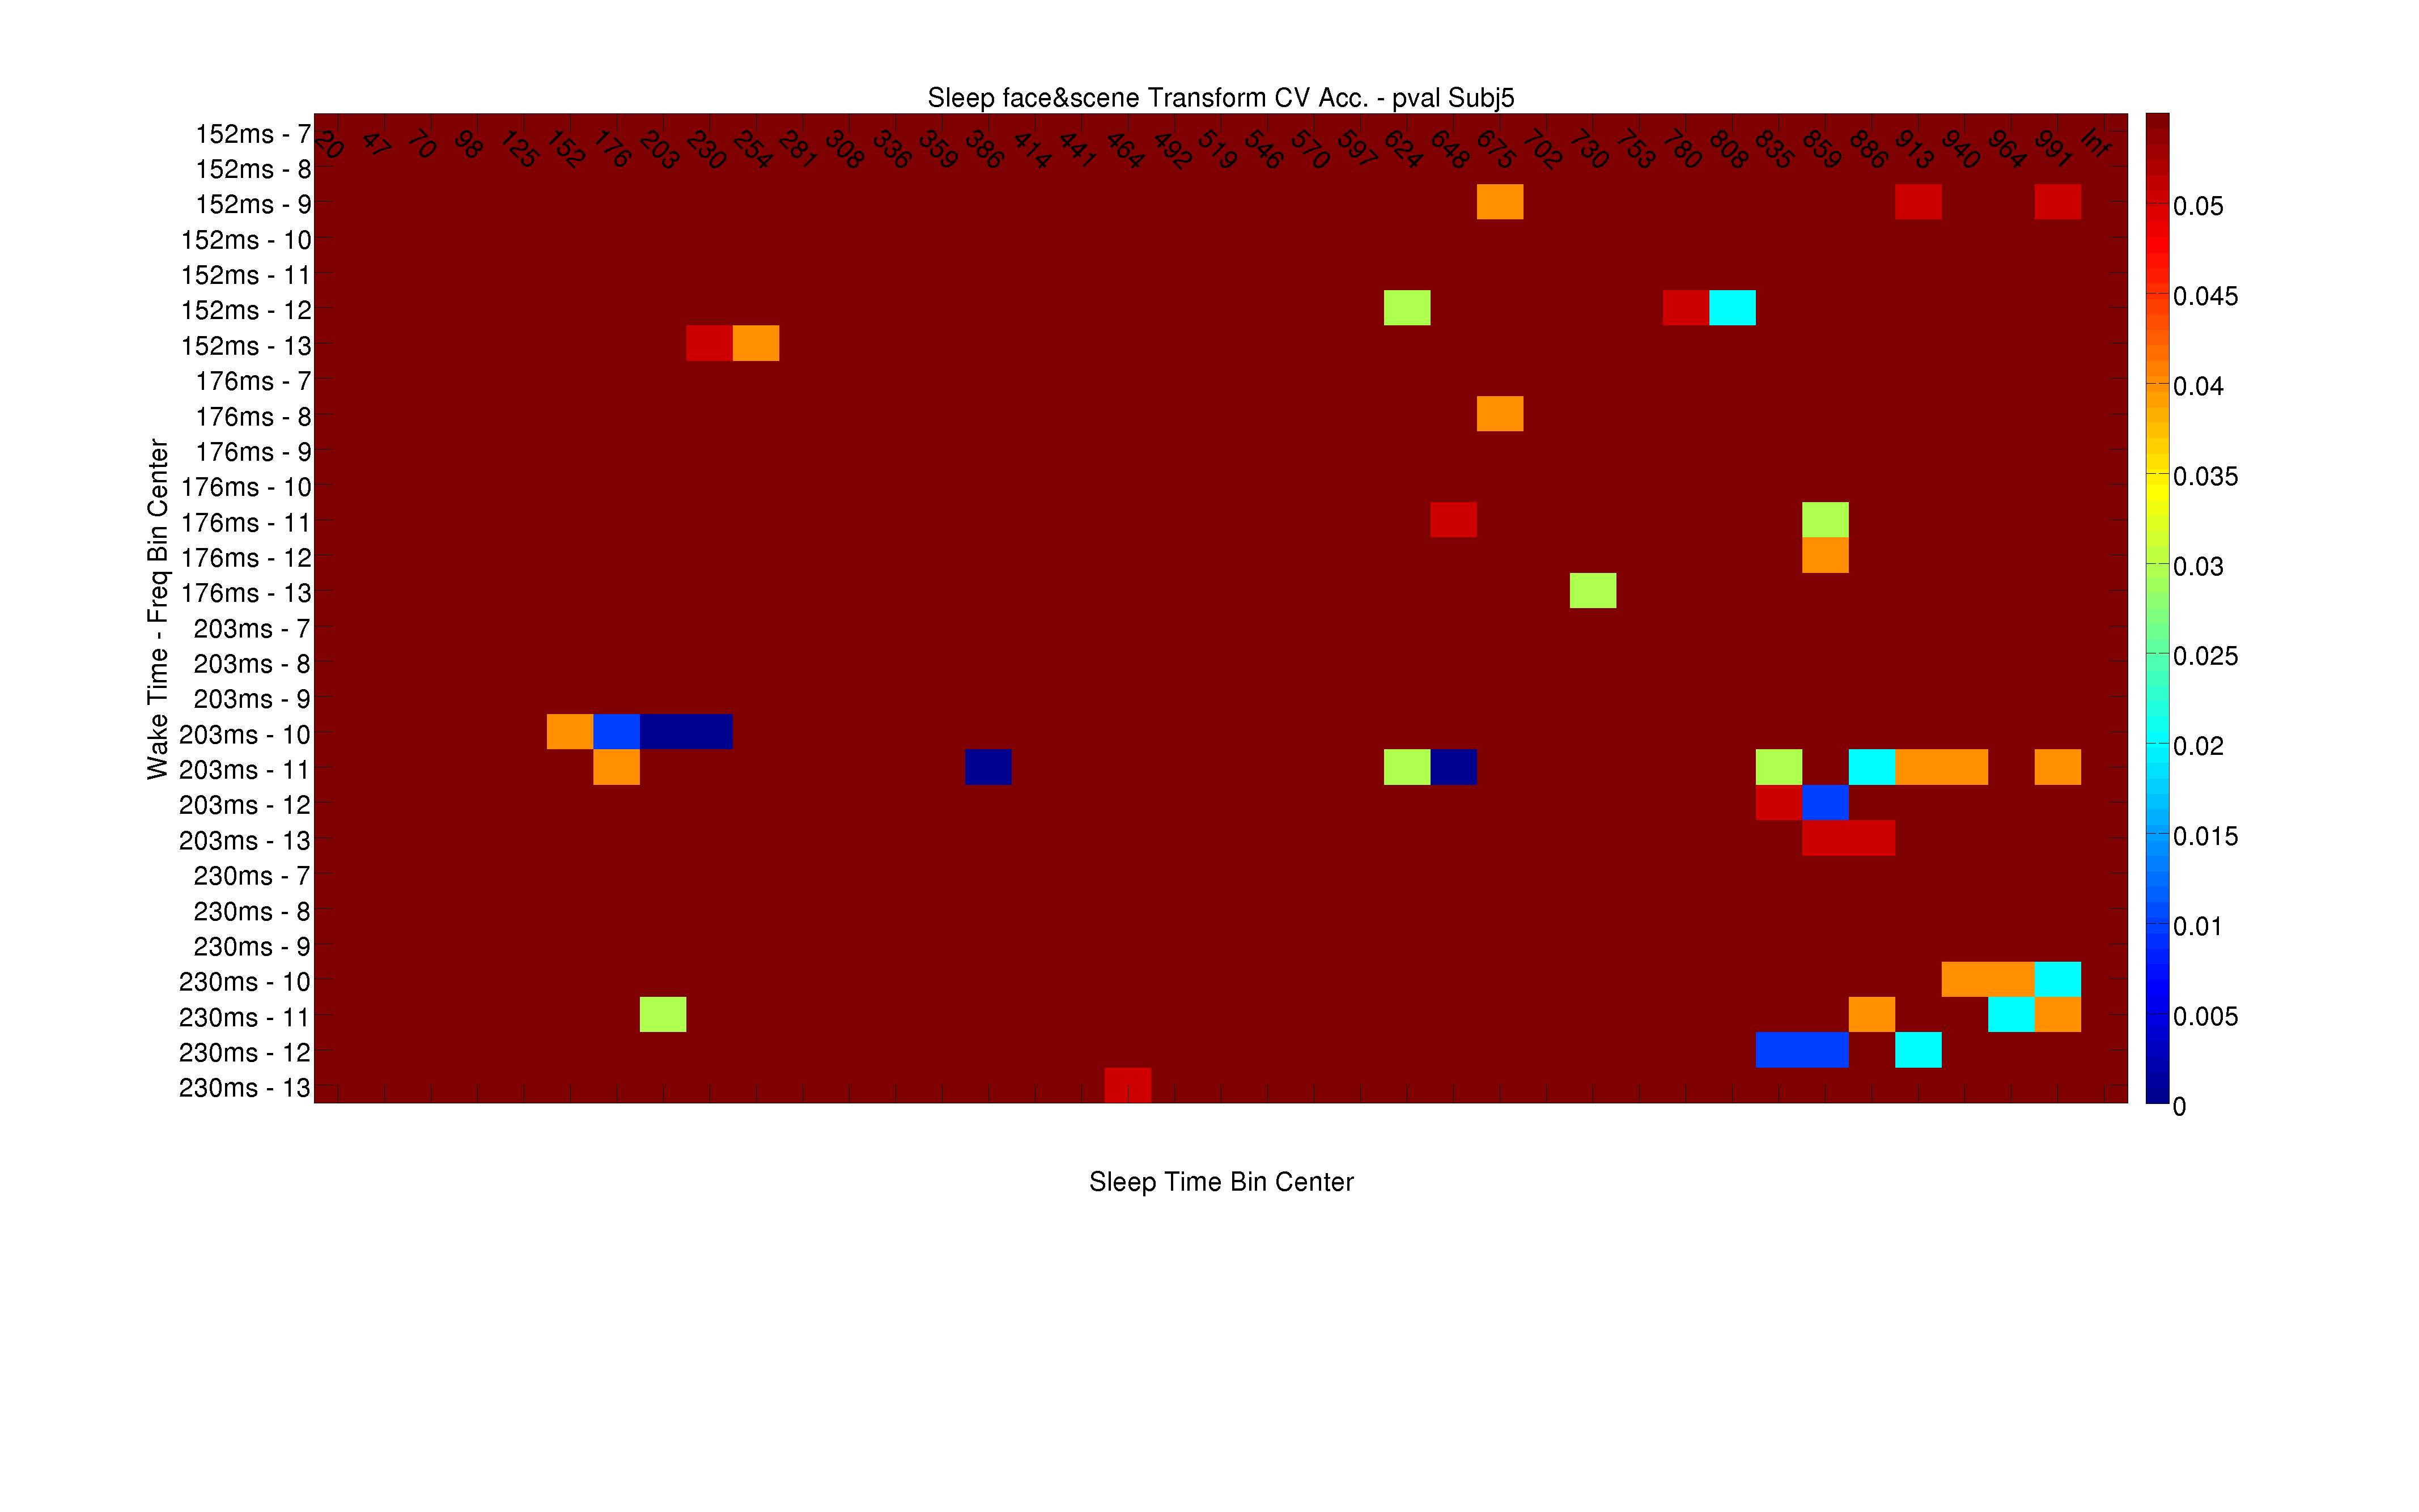 Sleep face&scene Transform CV Acc. - pval Subj5
20 47 70 98 125 152 176 203 230 254 281 308 336 359 386 414 441 464 492 519 546 570 597 624 648 675 702 730 753 780 808 835 859 886 913 940 964 991 Inf
Wake Time - Freq Bin Center
152ms - 7
152ms - 8
152ms - 9
152ms - 10
152ms - 11
152ms - 12
152ms - 13
176ms - 7
176ms - 8
176ms - 9
176ms - 10
176ms - 11
176ms - 12
176ms - 13
203ms - 7
203ms - 8
203ms - 9
203ms - 10
203ms - 11
203ms - 12
203ms - 13
230ms - 7
230ms - 8
230ms - 9
230ms - 10
230ms - 11
230ms - 12
230ms - 13
0.05
0.045
0.04
0.035
0.03
0.025
0.02
0.015
0.01
0.005
0
Sleep Time Bin Center